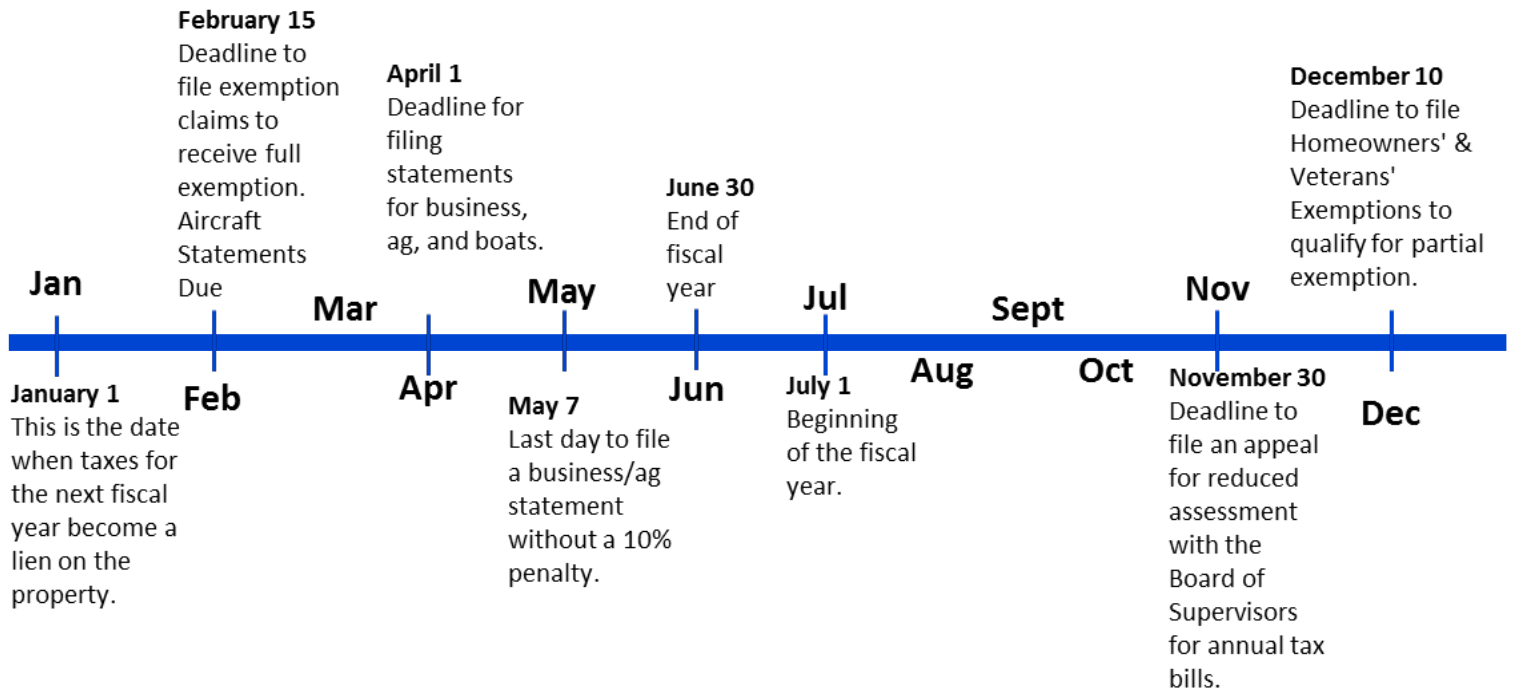 February 15
Deadline to
file exemption
claims to
receive full
exemption.
Aircraft
Statements
Due
April 1
Deadline for
filing
statements
for business,
ag, and boats.
June 30
End of
fiscal
year
December 10
Deadline to file
Homeowners' &
Veterans'
Exemptions to
qualify for partial
exemption.
Jan
Mar
May
Jul
Sept
Nov
Feb
Apr
Jun
Aug
Oct
Dec
January 1
This is the date
when taxes for
the next fiscal
year become a
lien on the
property.
May 7
Last day to file
a business/ag
statement
without a 10%
penalty.
July 1
Beginning
of the fiscal
year.
November 30
Deadline to
file an appeal
for reduced
assessment
with the
Board of
Supervisors
for annual tax
bills.